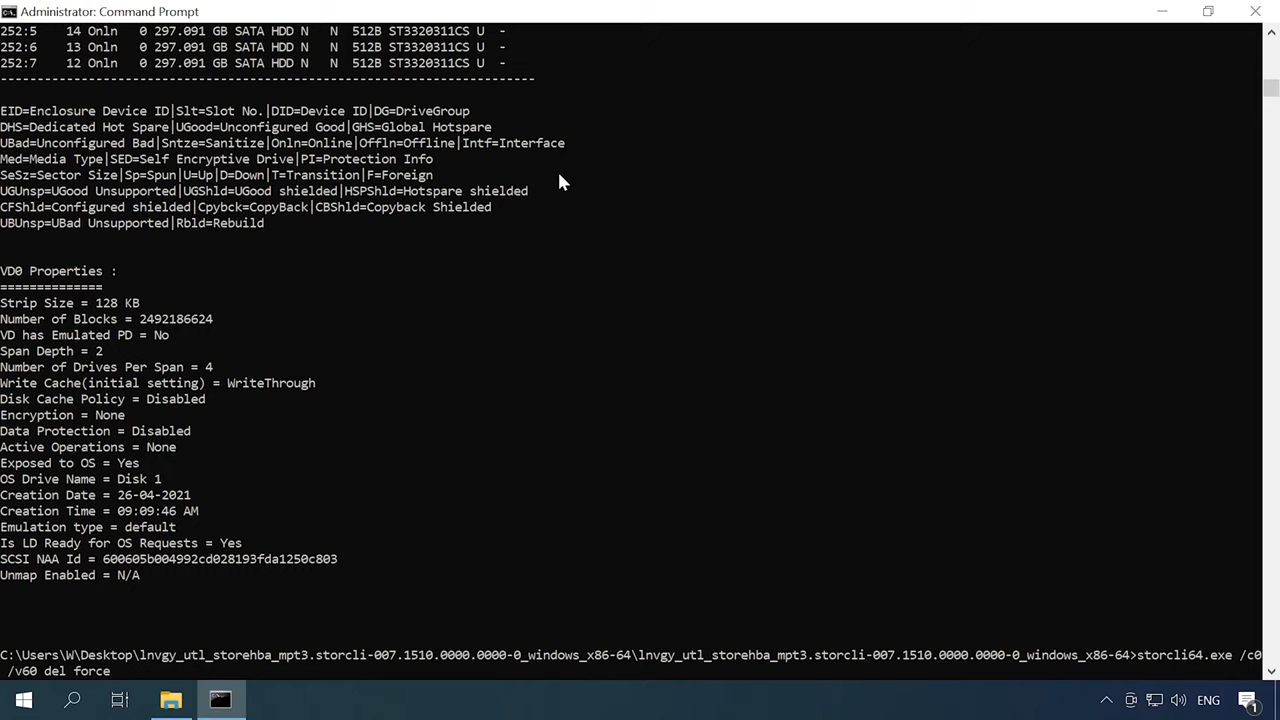 Administrator: Command Prompt
252:5    14 Onln   0 297.091 GB SATA HDD N   N  512B ST3320311CS U  -
252:6    13 Onln   0 297.091 GB SATA HDD N   N  512B ST3320311CS U  -
252:7    12 Onln   0 297.091 GB SATA HDD N   N  512B ST3320311CS U  -
-------------------------------------------------------------------------
EID=Enclosure Device ID|Slt=Slot No.|DID=Device ID|DG=DriveGroup
DHS=Dedicated Hot Spare|UGood=Unconfigured Good|GHS=Global Hotspare
UBad=Unconfigured Bad|Sntze=Sanitize|Onln=Online|Offln=Offline|Intf=Interface
Med=Media Type|SED=Self Encryptive Drive|PI=Protection Info
SeSz=Sector Size|Sp=Spun|U=Up|D=Down|T=Transition|F=Foreign
UGUnsp=UGood Unsupported|UGShld=UGood shielded|HSPShld=Hotspare shielded
CFShld=Configured shielded|Cpybck=CopyBack|CBShld=Copyback Shielded
UBUnsp=UBad Unsupported|Rbld=Rebuild
VD0 Properties :
==============
Strip Size = 128 KB
Number of Blocks = 2492186624
VD has Emulated PD = No
Span Depth = 2
Number of Drives Per Span = 4
Write Cache(initial setting) = WriteThrough
Disk Cache Policy = Disabled
Encryption = None
Data Protection = Disabled
Active Operations = None
Exposed to OS = Yes
OS Drive Name = Disk 1
Creation Date = 26-04-2021
Creation Time = 09:09:46 AM
Emulation type = default
Is LD Ready for OS Requests = Yes
SCSI NAA Id = 600605b004992cd028193fda1250c803
Unmap Enabled = N/A
C:\Users\W\Desktop\lnvgy_utl_storehba_mpt3.storcli-007.1510.0000.0000-0_windows_x86-64\lnvgy_utl_storehba_mpt3.storcli-007.1510.0000.0000-0_windows_x86-64>storcli64.exe /c0
/v60 del force
ENG
1